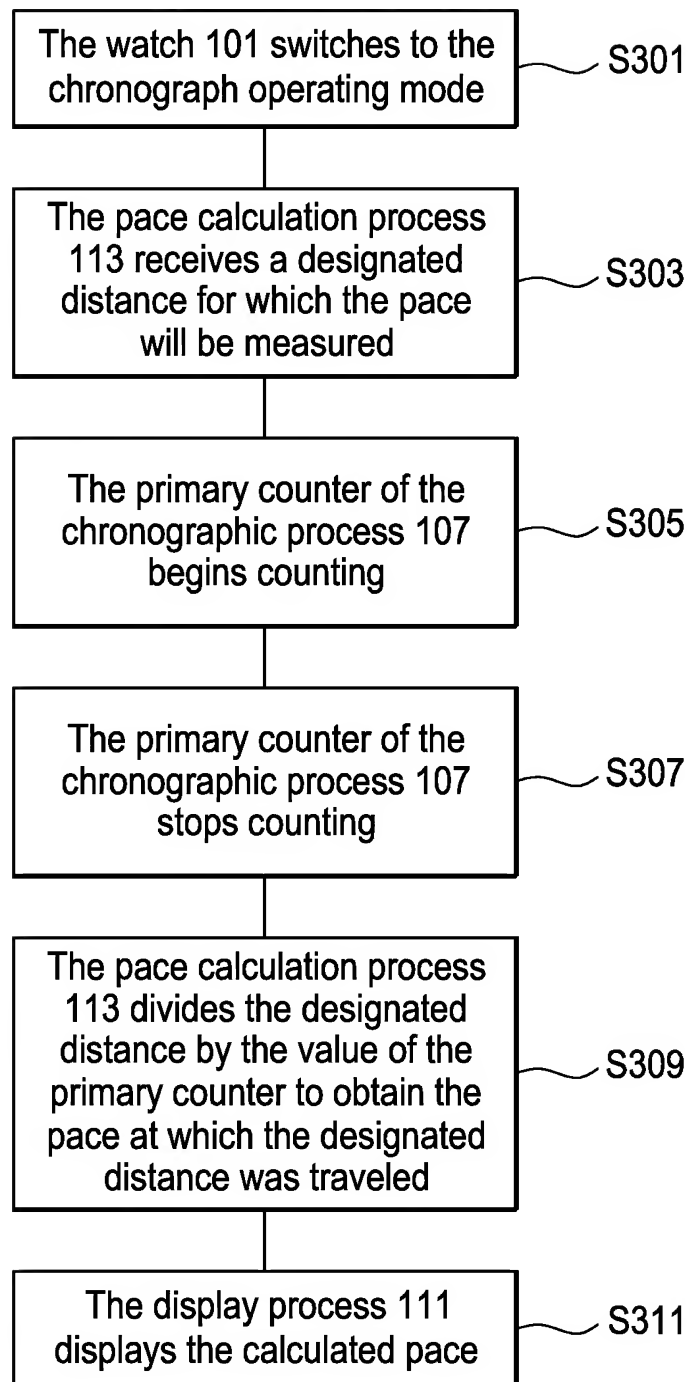 The watch 101 switches to the
chronograph operating mode
S301
The pace calculation process
113 receives a designated
distance for which the pace
will be measured
S303
The primary counter of the
chronographic process 107
begins counting
S305
The primary counter of the
chronographic process 107
stops counting
S307
The pace calculation process
113 divides the designated
distance by the value of the
primary counter to obtain the
pace at which the designated
distance was traveled
S309
The display process 111
displays the calculated pace
S311